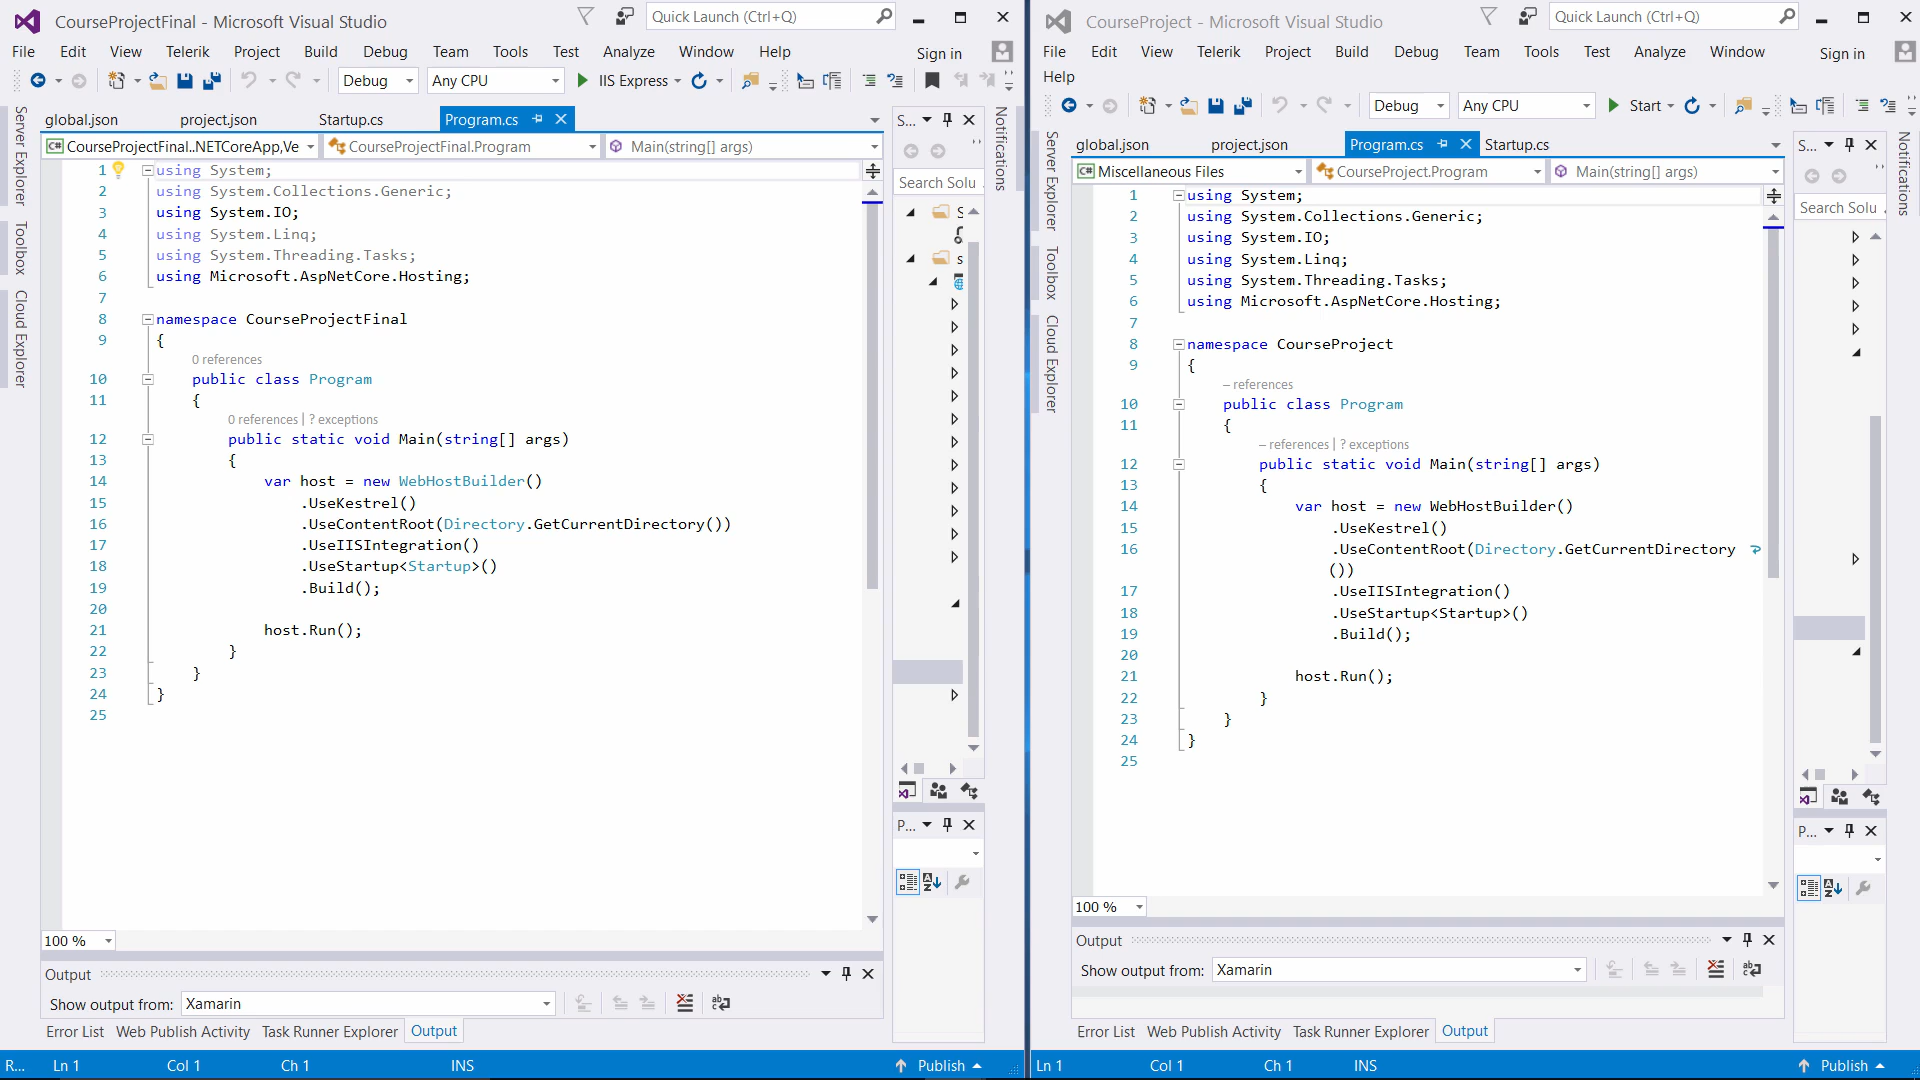 CourseProjectFinal - Microsoft Visual Studio
Quick Launch (Ctrl+Q)
File Edit View Telerik Project Build Debug Team Tools Test Analyze Window Help
Sign in
Debug Any CPU IIS Express
Server Explorer
Toolbox
Cloud Explorer
global.json project.json Startup.cs Program.cs
CourseProjectFinal..NETCoreApp,Ve CourseProjectFinal.Program Main(string[] args)
1 using System;
2 using System.Collections.Generic;
3 using System.IO;
4 using System.Linq;
5 using System.Threading.Tasks;
6 using Microsoft.AspNetCore.Hosting;
7
8 namespace CourseProjectFinal
9 {
0 references
10 public class Program
11 {
0 references | ? exceptions
12 public static void Main(string[] args)
13 {
14 var host = new WebHostBuilder()
15 .UseKestrel()
16 .UseContentRoot(Directory.GetCurrentDirectory())
17 .UseIISIntegration()
18 .UseStartup<Startup>()
19 .Build();
20
21 host.Run();
22 }
23 }
24 }
25
100 %
Output
Show output from: Xamarin
Error List Web Publish Activity Task Runner Explorer Output
R... Ln 1 Col 1 Ch 1 INS Publish
S...
Search Solu
S
s
P...
Notifications
CourseProject - Microsoft Visual Studio
Quick Launch (Ctrl+Q)
File Edit View Telerik Project Build Debug Team Tools Test Analyze Window
Sign in
Help
Debug Any CPU Start
Server Explorer
Toolbox
Cloud Explorer
global.json project.json Program.cs Startup.cs
Miscellaneous Files CourseProject.Program Main(string[] args)
1 using System;
2 using System.Collections.Generic;
3 using System.IO;
4 using System.Linq;
5 using System.Threading.Tasks;
6 using Microsoft.AspNetCore.Hosting;
7
8 namespace CourseProject
9 {
– references
10 public class Program
11 {
– references | ? exceptions
12 public static void Main(string[] args)
13 {
14 var host = new WebHostBuilder()
15 .UseKestrel()
16 .UseContentRoot(Directory.GetCurrentDirectory
())
17 .UseIISIntegration()
18 .UseStartup<Startup>()
19 .Build();
20
21 host.Run();
22 }
23 }
24 }
25
100 %
Output
Show output from: Xamarin
Error List Web Publish Activity Task Runner Explorer Output
Ln 1 Col 1 Ch 1 INS Publish
S...
Search Solu
P...
Notifications